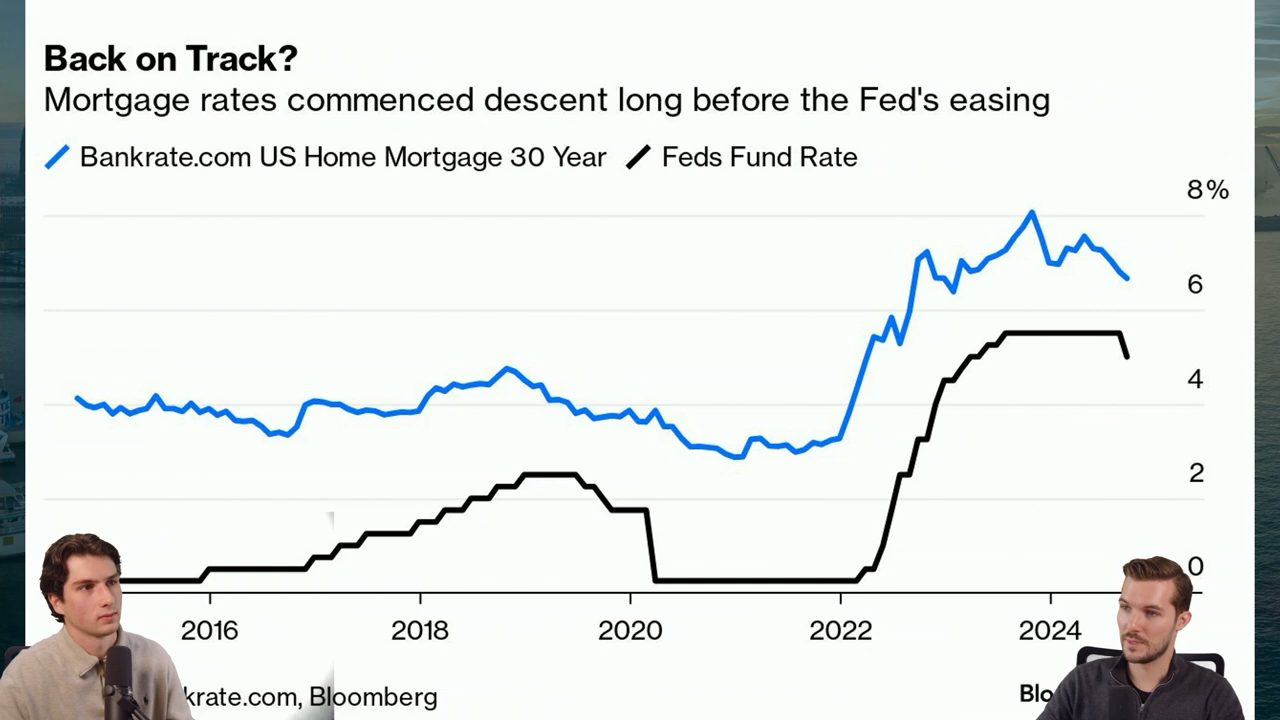 Back on Track?
Mortgage rates commenced descent long before the Fed's easing
Bankrate.com US Home Mortgage 30 Year Feds Fund Rate
8%
6
4
2
0
2016 2018 2020 2022 2024
krate.com, Bloomberg Blo